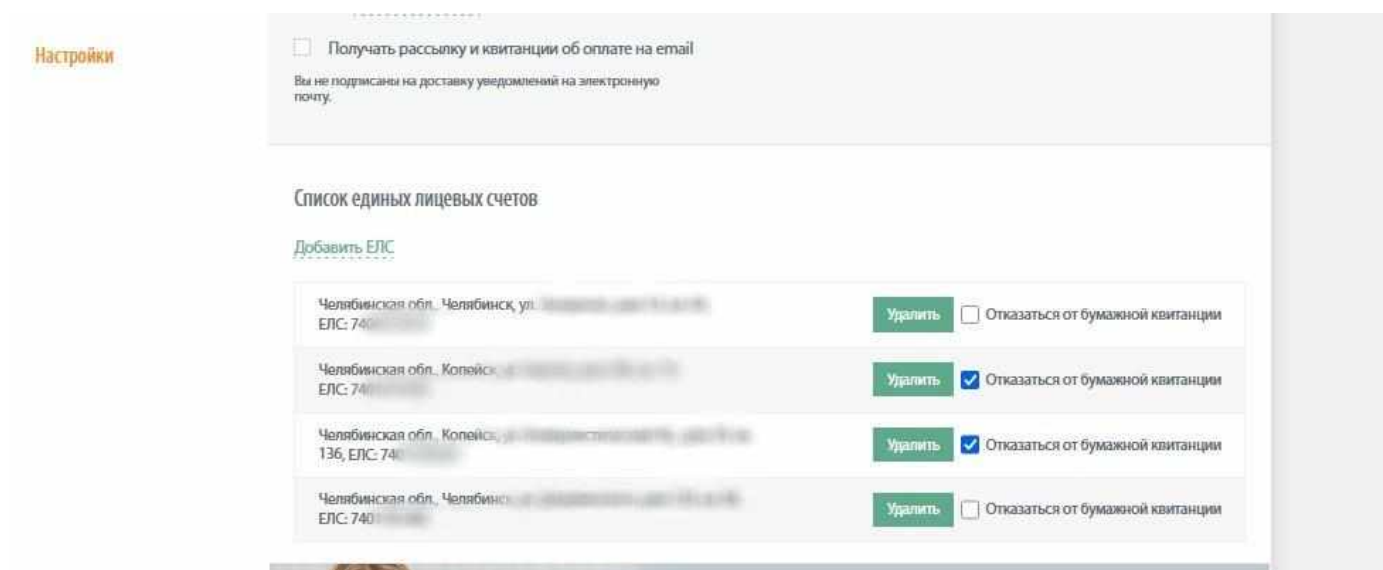 Настройки
Получать рассылку и квитанции об оплате на email
Вы не подписаны на доставку уведомлений на электронную
почту.
Список единых лицевых счетов
Добавить ЕЛС
Челябинская обл., Челябинск, ул.
ЕЛС: 740
Удалить
Отказаться от бумажной квитанции
Челябинская обл., Копейск,
ЕЛС: 74
Удалить
Отказаться от бумажной квитанции
Челябинская обл., Копейск,
136, ЕЛС: 740
Удалить
Отказаться от бумажной квитанции
Челябинская обл., Челябинск,
ЕЛС: 740
Удалить
Отказаться от бумажной квитанции